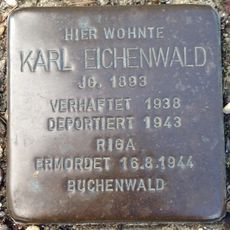 HIER WOHNTE
KARL EICHENWALD
JG. 1893
VERHAFTET 1938
DEPORTIERT 1943
RIGA
ERMORDET 16.8.1944
BUCHENWALD